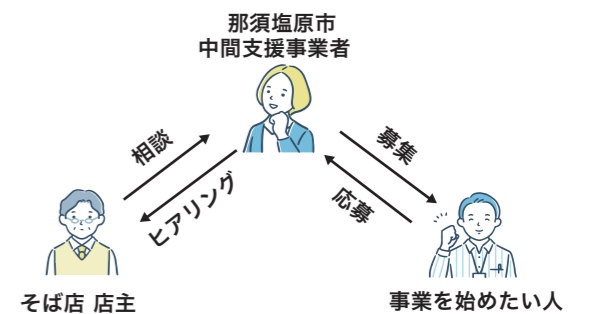 那須塩原市
中間支援事業者
相談
ヒアリング
募集
応募
そば店 店主
事業を始めたい人